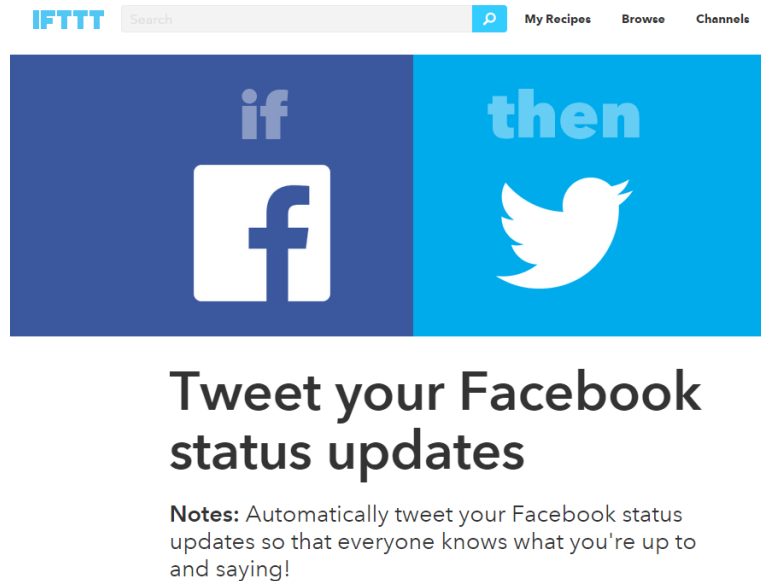 IFTTT Search My Recipes Browse Channels
if then
Tweet your Facebook
status updates
Notes: Automatically tweet your Facebook status
updates so that everyone knows what you're up to
and saying!